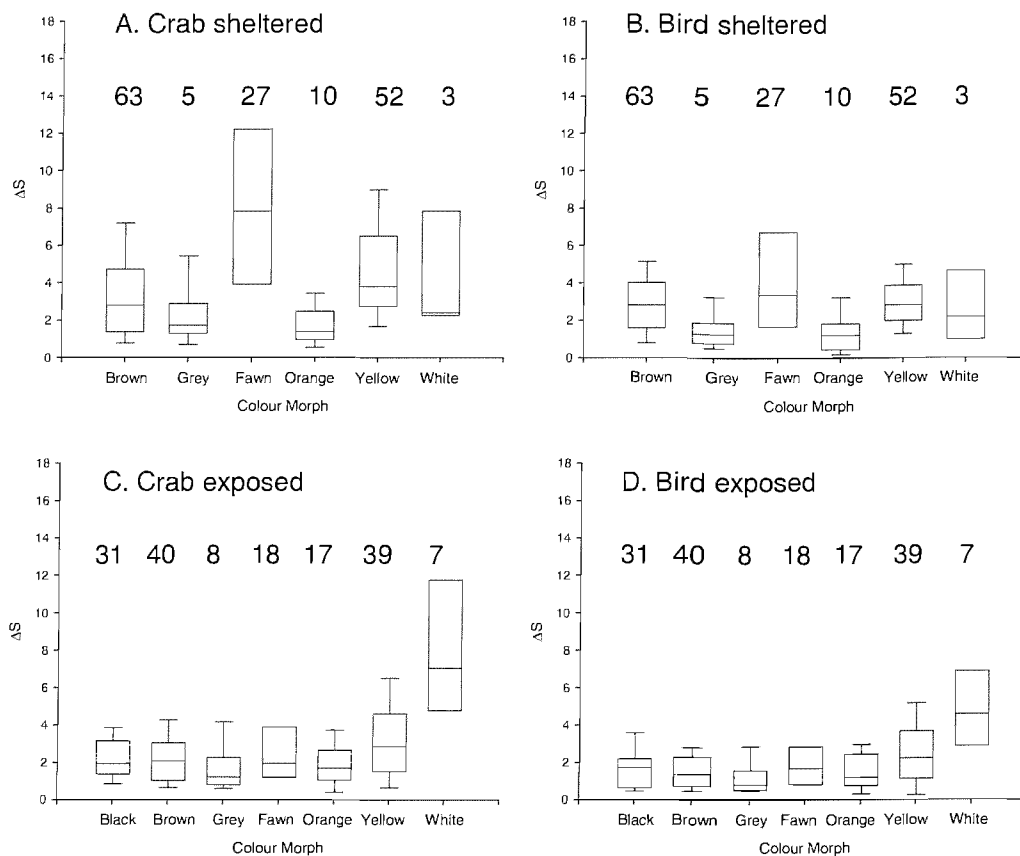 A. Crab sheltered
63 5 27 10 52 3
18
16
14
12
10
8
6
4
2
0
ΔS
Brown Grey Fawn Orange Yellow White
Colour Morph
B. Bird sheltered
63 5 27 10 52 3
18
16
14
12
10
8
6
4
2
0
ΔS
Brown Grey Fawn Orange Yellow White
Colour Morph
C. Crab exposed
31 40 8 18 17 39 7
18
16
14
12
10
8
6
4
2
0
ΔS
Black Brown Grey Fawn Orange Yellow White
Colour Morph
D. Bird exposed
31 40 8 18 17 39 7
18
16
14
12
10
8
6
4
2
0
ΔS
Black Brown Grey Fawn Orange Yellow White
Colour Morph